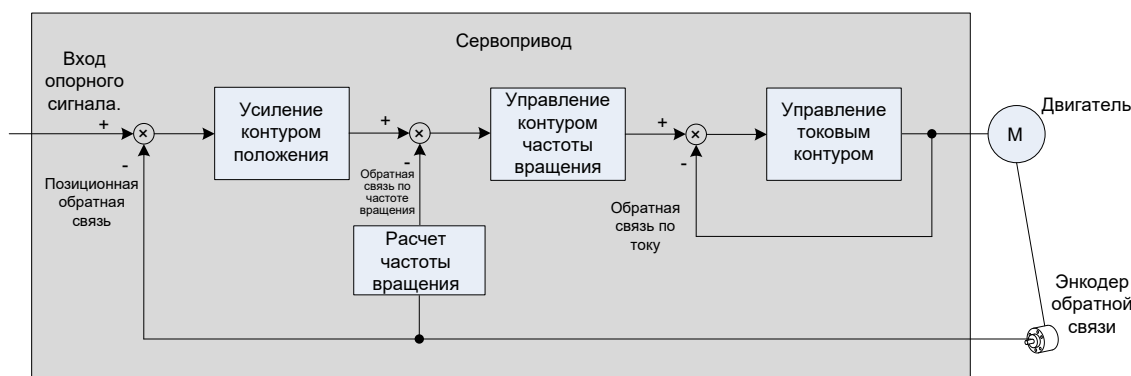 Сервопривод
Вход
опорного
сигнала.
+
-
Позиционная
обратная
связь
Усиление
контуром
положения
+
-
Обратная
связь по
частоте
вращения
Расчет
частоты
вращения
Управление
контуром
частоты
вращения
+
-
Обратная
связь по
току
Управление
токовым
контуром
М
Двигатель
Энкодер
обратной
связи